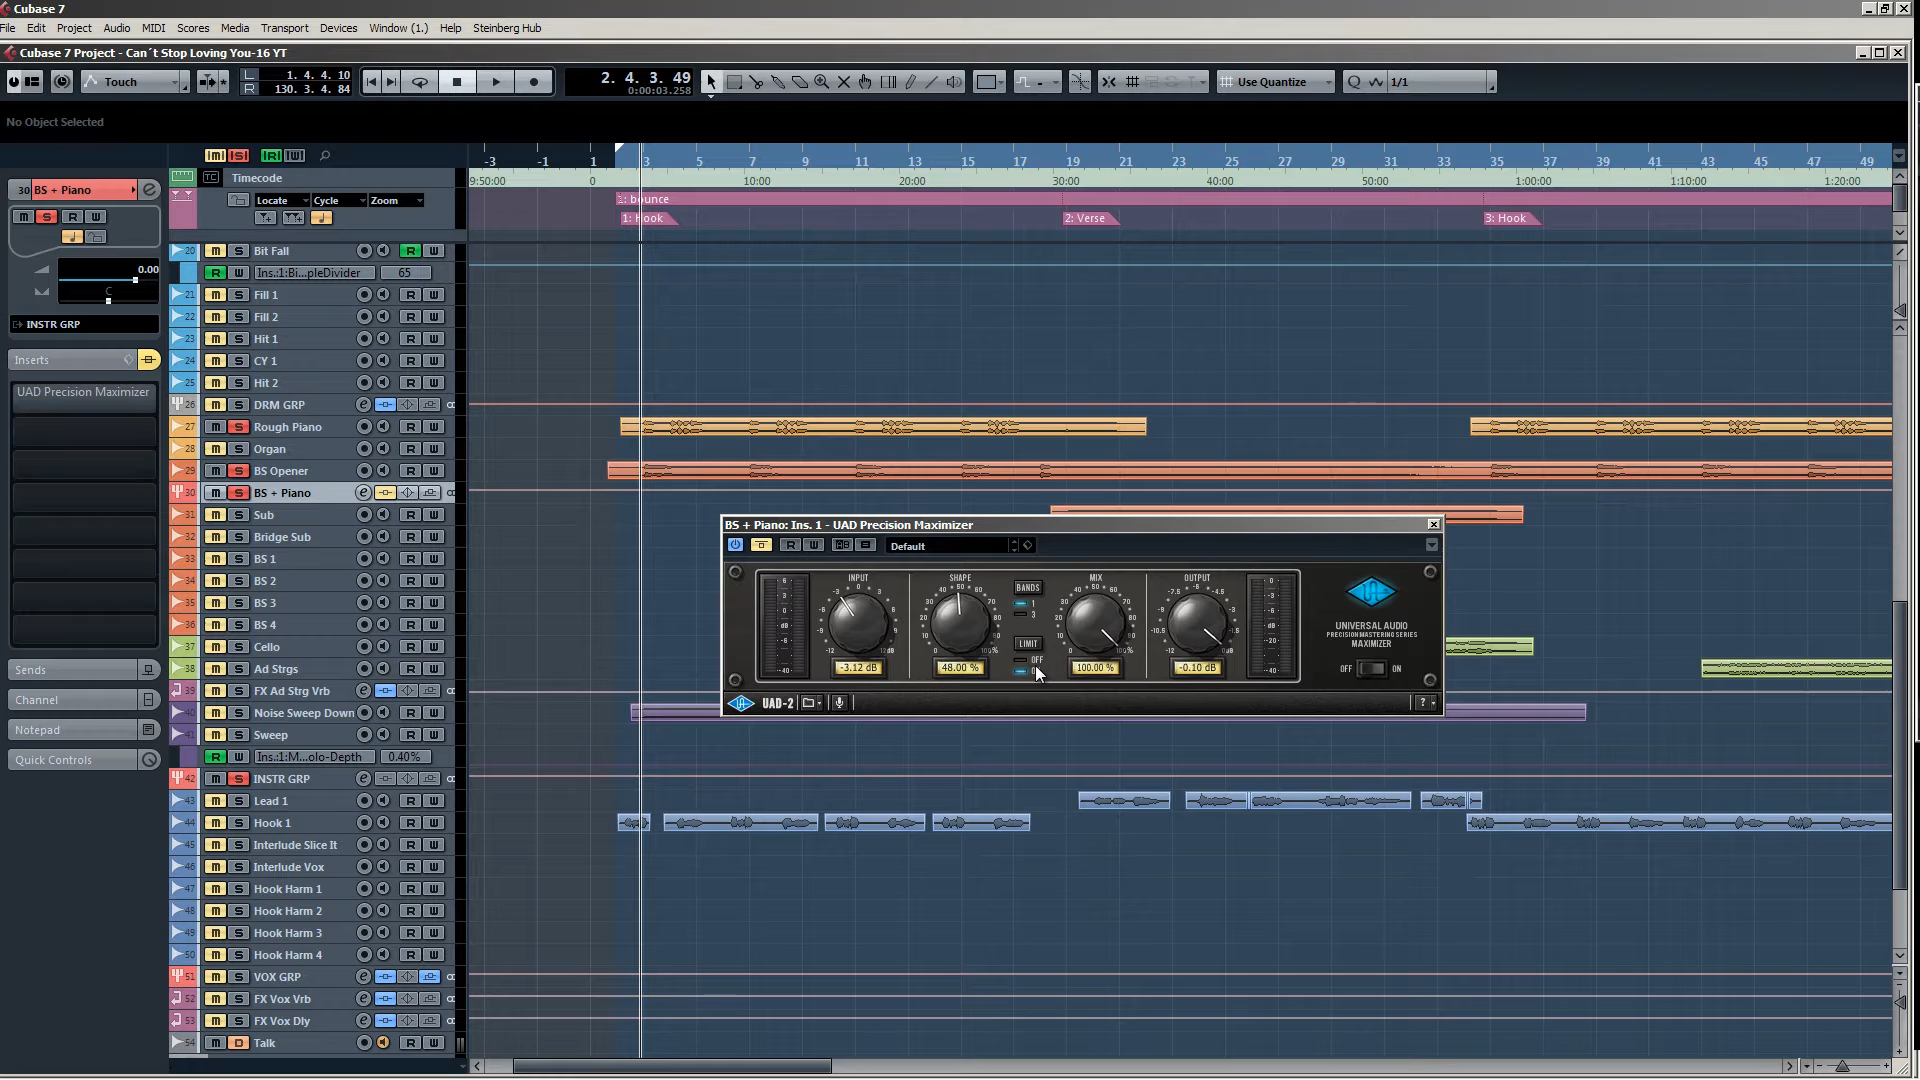 Cubase 7
File Edit Project Audio MIDI Scores Media Transport Devices Window (1.) Help Steinberg Hub
Cubase 7 Project - Can´t Stop Loving You-16 YT
Touch
L 1. 4. 4. 10
R 130. 3. 4. 84
2. 4. 3. 49
0:00:03.258
Use Quantize
Q 1/1
No Object Selected
-3 -1 1 3 5 7 9 11 13 15 17 19 21 23 25 27 29 31 33 35 37 39 41 43 45 47 49
TC Timecode
9:50:00 0 10:00 20:00 30:00 40:00 50:00 1:00:00 1:10:00 1:20:00
30 BS + Piano
M S R W
0.00
C
INSTR GRP
Inserts
UAD Precision Maximizer
Sends
Channel
Notepad
Quick Controls
Locate Cycle Zoom
bounce
1: Hook 2: Verse 3: Hook
20 Bit Fall
R W Ins.:1:Bi...pleDivider 65
21 Fill 1
22 Fill 2
23 Hit 1
24 CY 1
25 Hit 2
26 DRM GRP
27 Rough Piano
28 Organ
29 BS Opener
30 BS + Piano
31 Sub
32 Bridge Sub
33 BS 1
34 BS 2
35 BS 3
36 BS 4
37 Cello
38 Ad Strgs
39 FX Ad Strg Vrb
40 Noise Sweep Down
41 Sweep
R W Ins.:1:M...olo-Depth 0.40%
42 INSTR GRP
43 Lead 1
44 Hook 1
45 Interlude Slice It
46 Interlude Vox
47 Hook Harm 1
48 Hook Harm 2
49 Hook Harm 3
50 Hook Harm 4
51 VOX GRP
52 FX Vox Vrb
53 FX Vox Dly
54 Talk
BS + Piano: Ins. 1 - UAD Precision Maximizer
R W Default
INPUT SHAPE BANDS MIX OUTPUT
1
3
LIMIT
OFF
-3.12 dB 48.00 % 100.00 % -0.10 dB
UNIVERSAL AUDIO
PRECISION MASTERING SERIES
MAXIMIZER
OFF ON
UAD-2
?